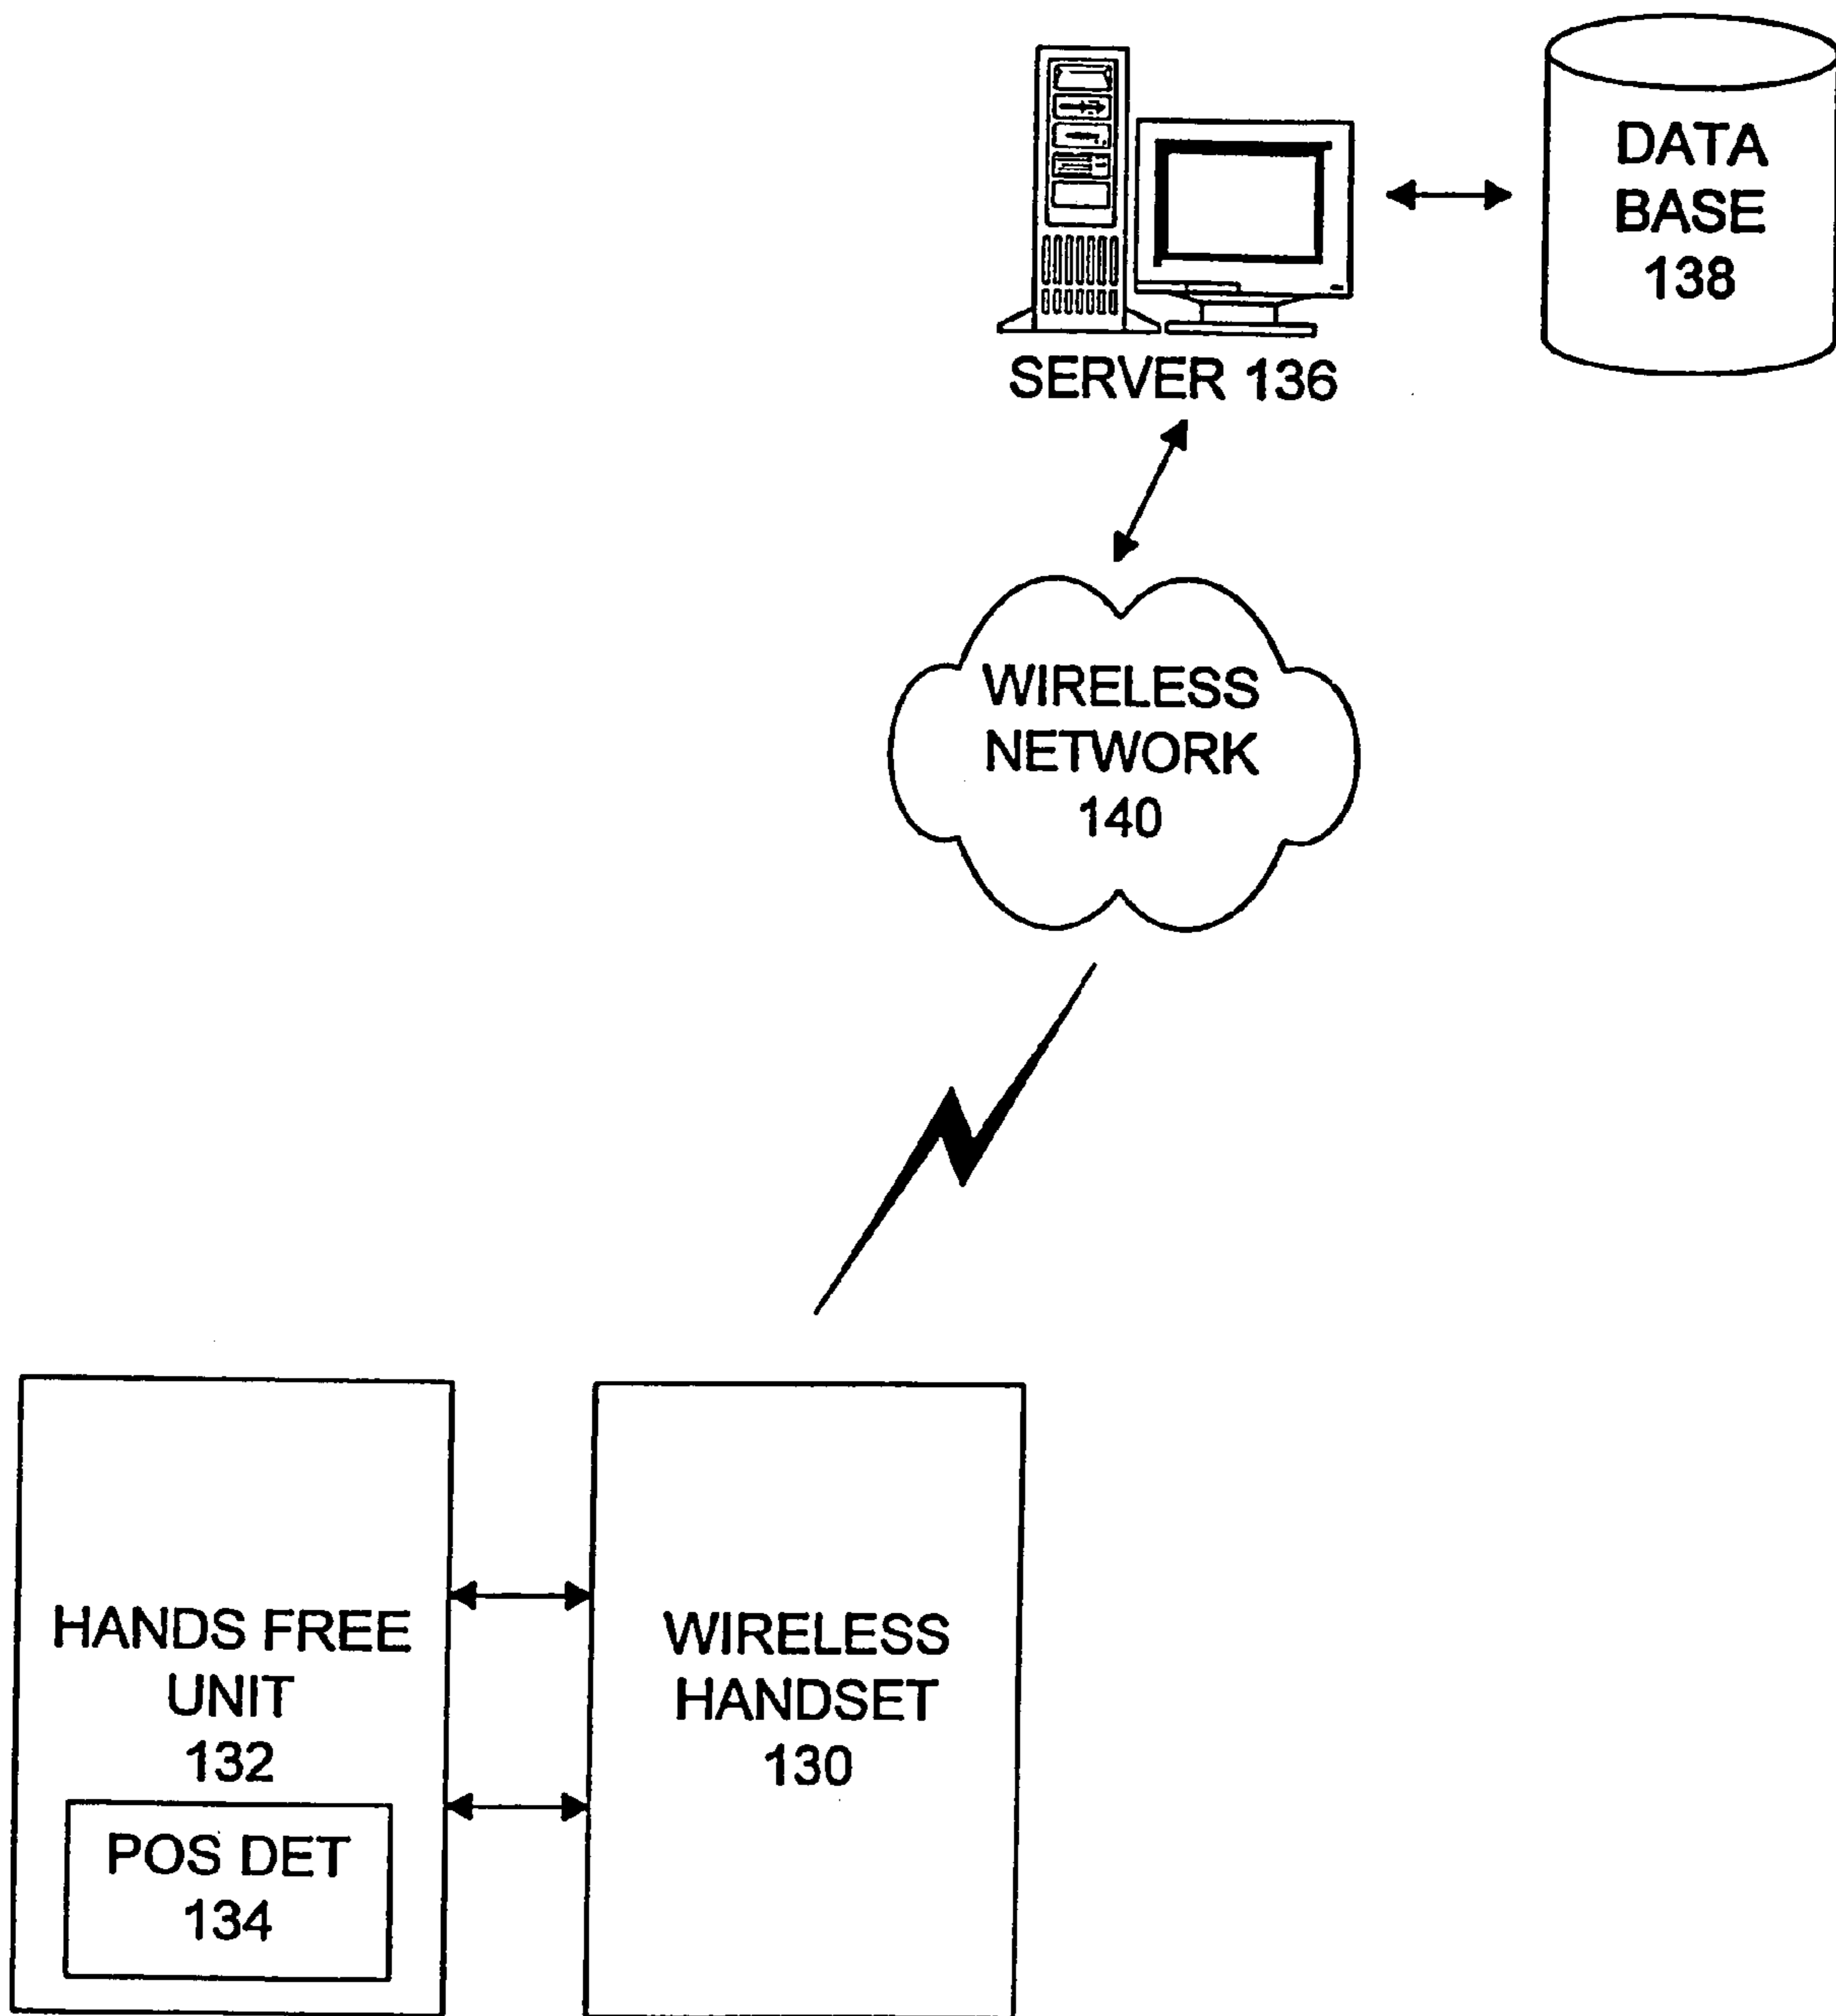 DATA
BASE
138
SERVER 136
WIRELESS
NETWORK
140
HANDS FREE
UNIT
132
POS DET
134
WIRELESS
HANDSET
130